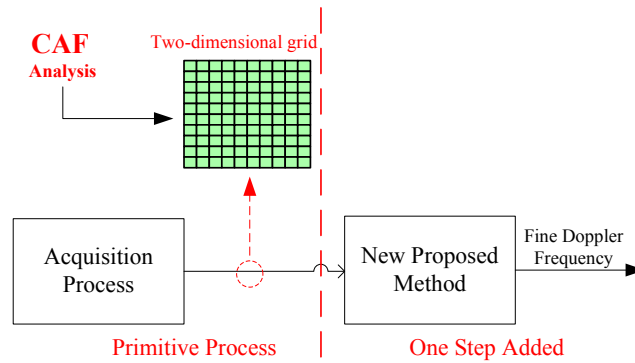 CAF
Analysis
Two-dimensional grid
Acquisition
Process
New Proposed
Method
Fine Doppler
Frequency
Primitive Process
One Step Added